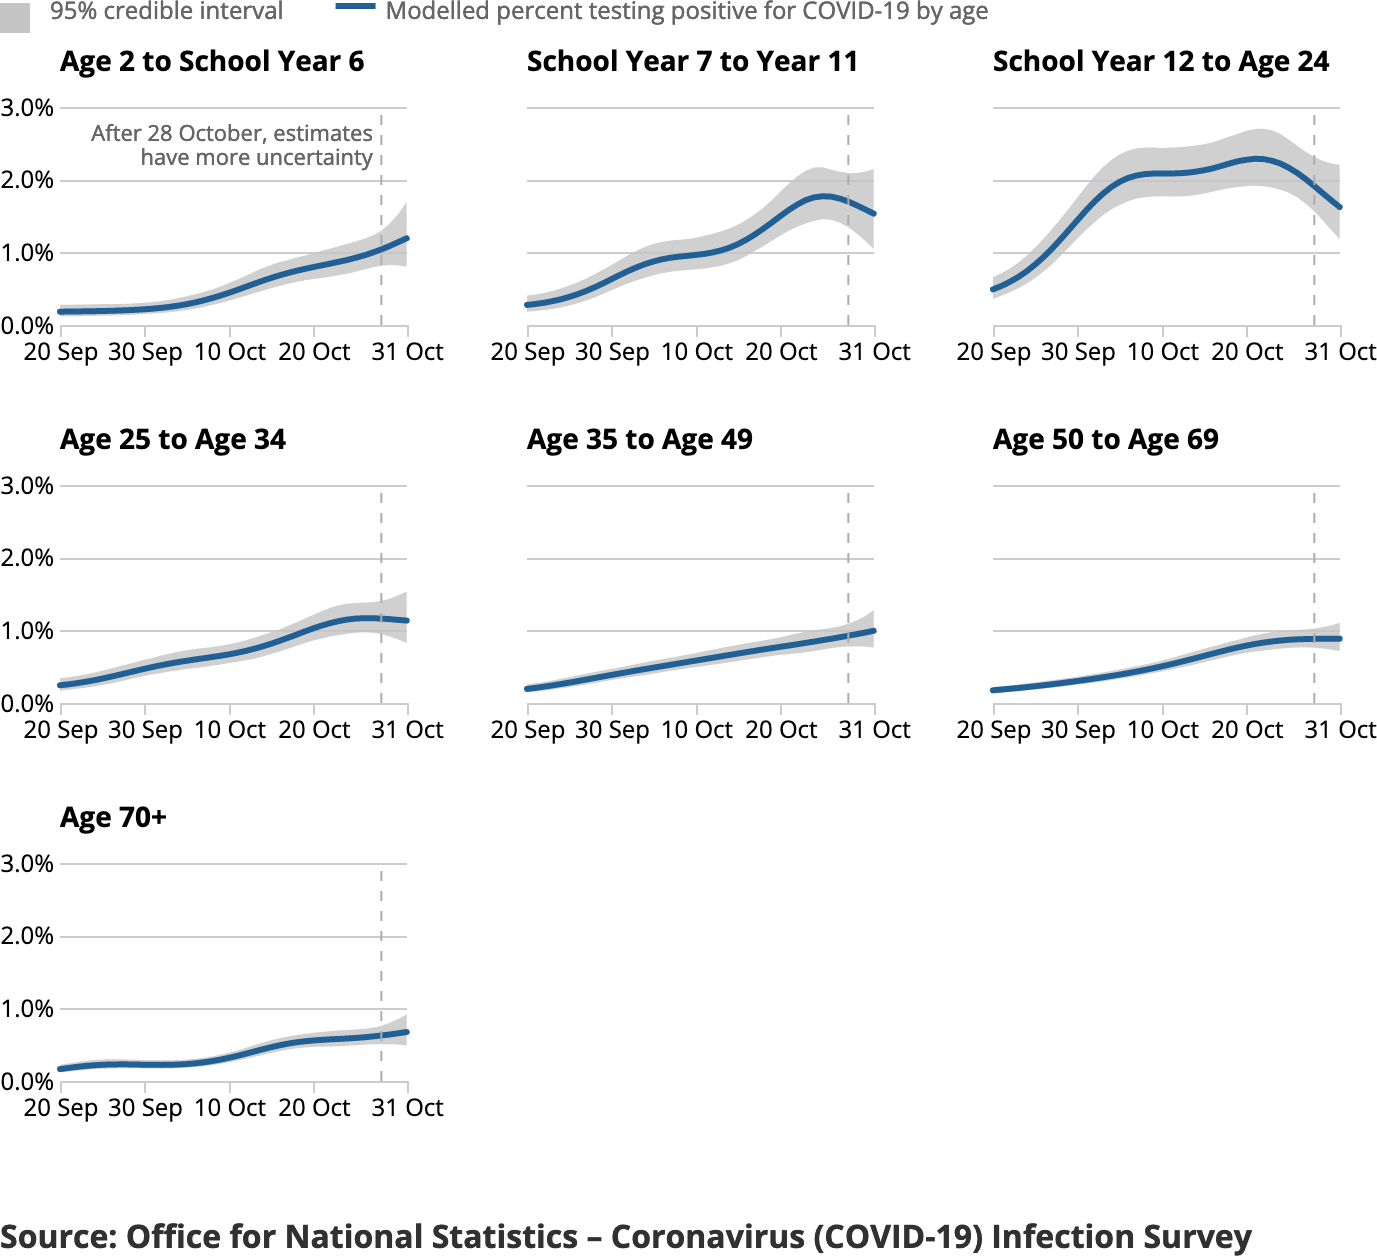 95% credible interval
Modelled percent testing positive for COVID-19 by age
Age 2 to School Year 6
School Year 7 to Year 11
School Year 12 to Age 24
3.0%
After 28 October, estimates
have more uncertainty
2.0%
1.0%
0.0%
20 Sep 30 Sep 10 Oct 20 Oct 31 Oct
20 Sep 30 Sep 10 Oct 20 Oct 31 Oct
20 Sep 30 Sep 10 Oct 20 Oct 31 Oct
Age 25 to Age 34
Age 35 to Age 49
Age 50 to Age 69
3.0%
2.0%
1.0%
0.0%
20 Sep 30 Sep 10 Oct 20 Oct 31 Oct
20 Sep 30 Sep 10 Oct 20 Oct 31 Oct
20 Sep 30 Sep 10 Oct 20 Oct 31 Oct
Age 70+
3.0%
2.0%
1.0%
0.0%
20 Sep 30 Sep 10 Oct 20 Oct 31 Oct
Source: Office for National Statistics – Coronavirus (COVID-19) Infection Survey